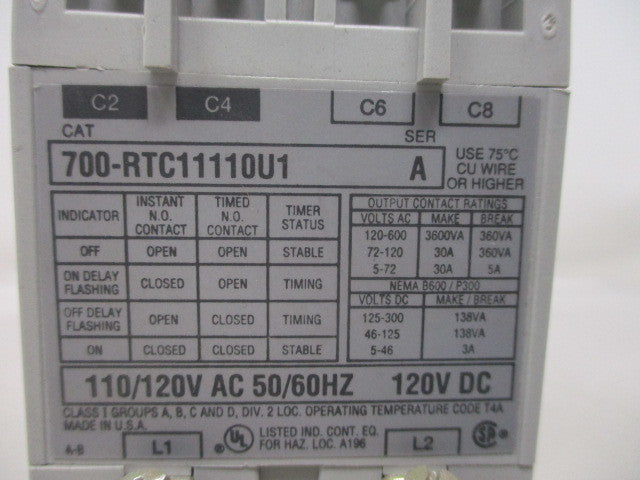 C2 C4 C6 C8
CAT SER
700-RTC11110U1 A
USE 75°C
CU WIRE
OR HIGHER
INDICATOR INSTANT N.O. CONTACT TIMED N.O. CONTACT TIMER STATUS
OFF OPEN OPEN STABLE
ON DELAY FLASHING CLOSED OPEN TIMING
OFF DELAY FLASHING OPEN CLOSED TIMING
ON CLOSED CLOSED STABLE
OUTPUT CONTACT RATINGS
VOLTS AC MAKE BREAK
120-600 3600VA 360VA
72-120 30A 360VA
5-72 30A 5A
NEMA B600 / P300
VOLTS DC MAKE / BREAK
125-300 138VA
46-125 138VA
5-46 3A
110/120V AC 50/60HZ 120V DC
CLASS I GROUPS A, B, C AND D, DIV. 2 LOC. OPERATING TEMPERATURE CODE T4A
MADE IN U.S.A.
A-B L1 UL LISTED IND. CONT. EQ.
FOR HAZ. LOC. A196 L2